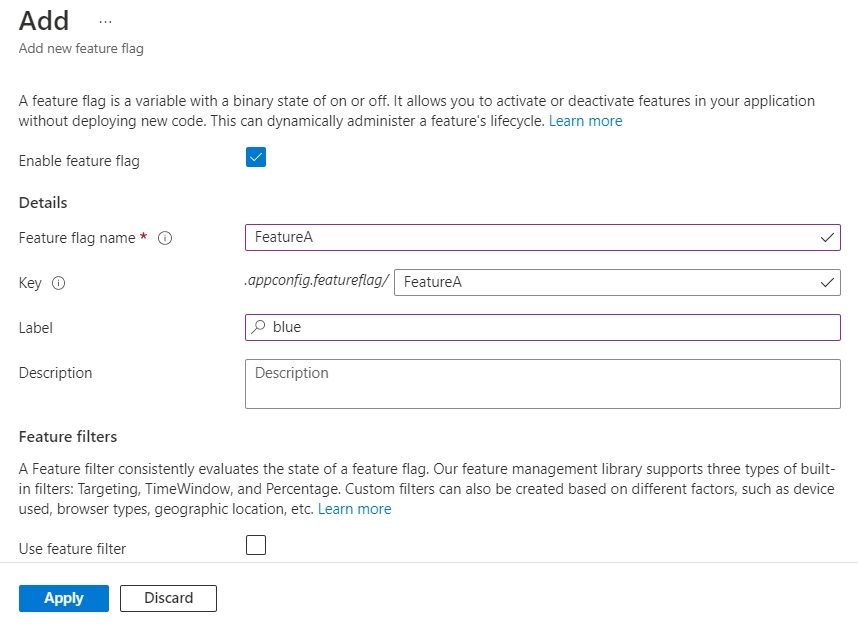 Add ...
Add new feature flag
A feature flag is a variable with a binary state of on or off. It allows you to activate or deactivate features in your application
without deploying new code. This can dynamically administer a feature's lifecycle. Learn more
Enable feature flag
Details
Feature flag name *
FeatureA
Key
.appconfig.featureflag/ FeatureA
Label
blue
Description
Description
Feature filters
A Feature filter consistently evaluates the state of a feature flag. Our feature management library supports three types of built-
in filters: Targeting, TimeWindow, and Percentage. Custom filters can also be created based on different factors, such as device
used, browser types, geographic location, etc. Learn more
Use feature filter
Apply Discard